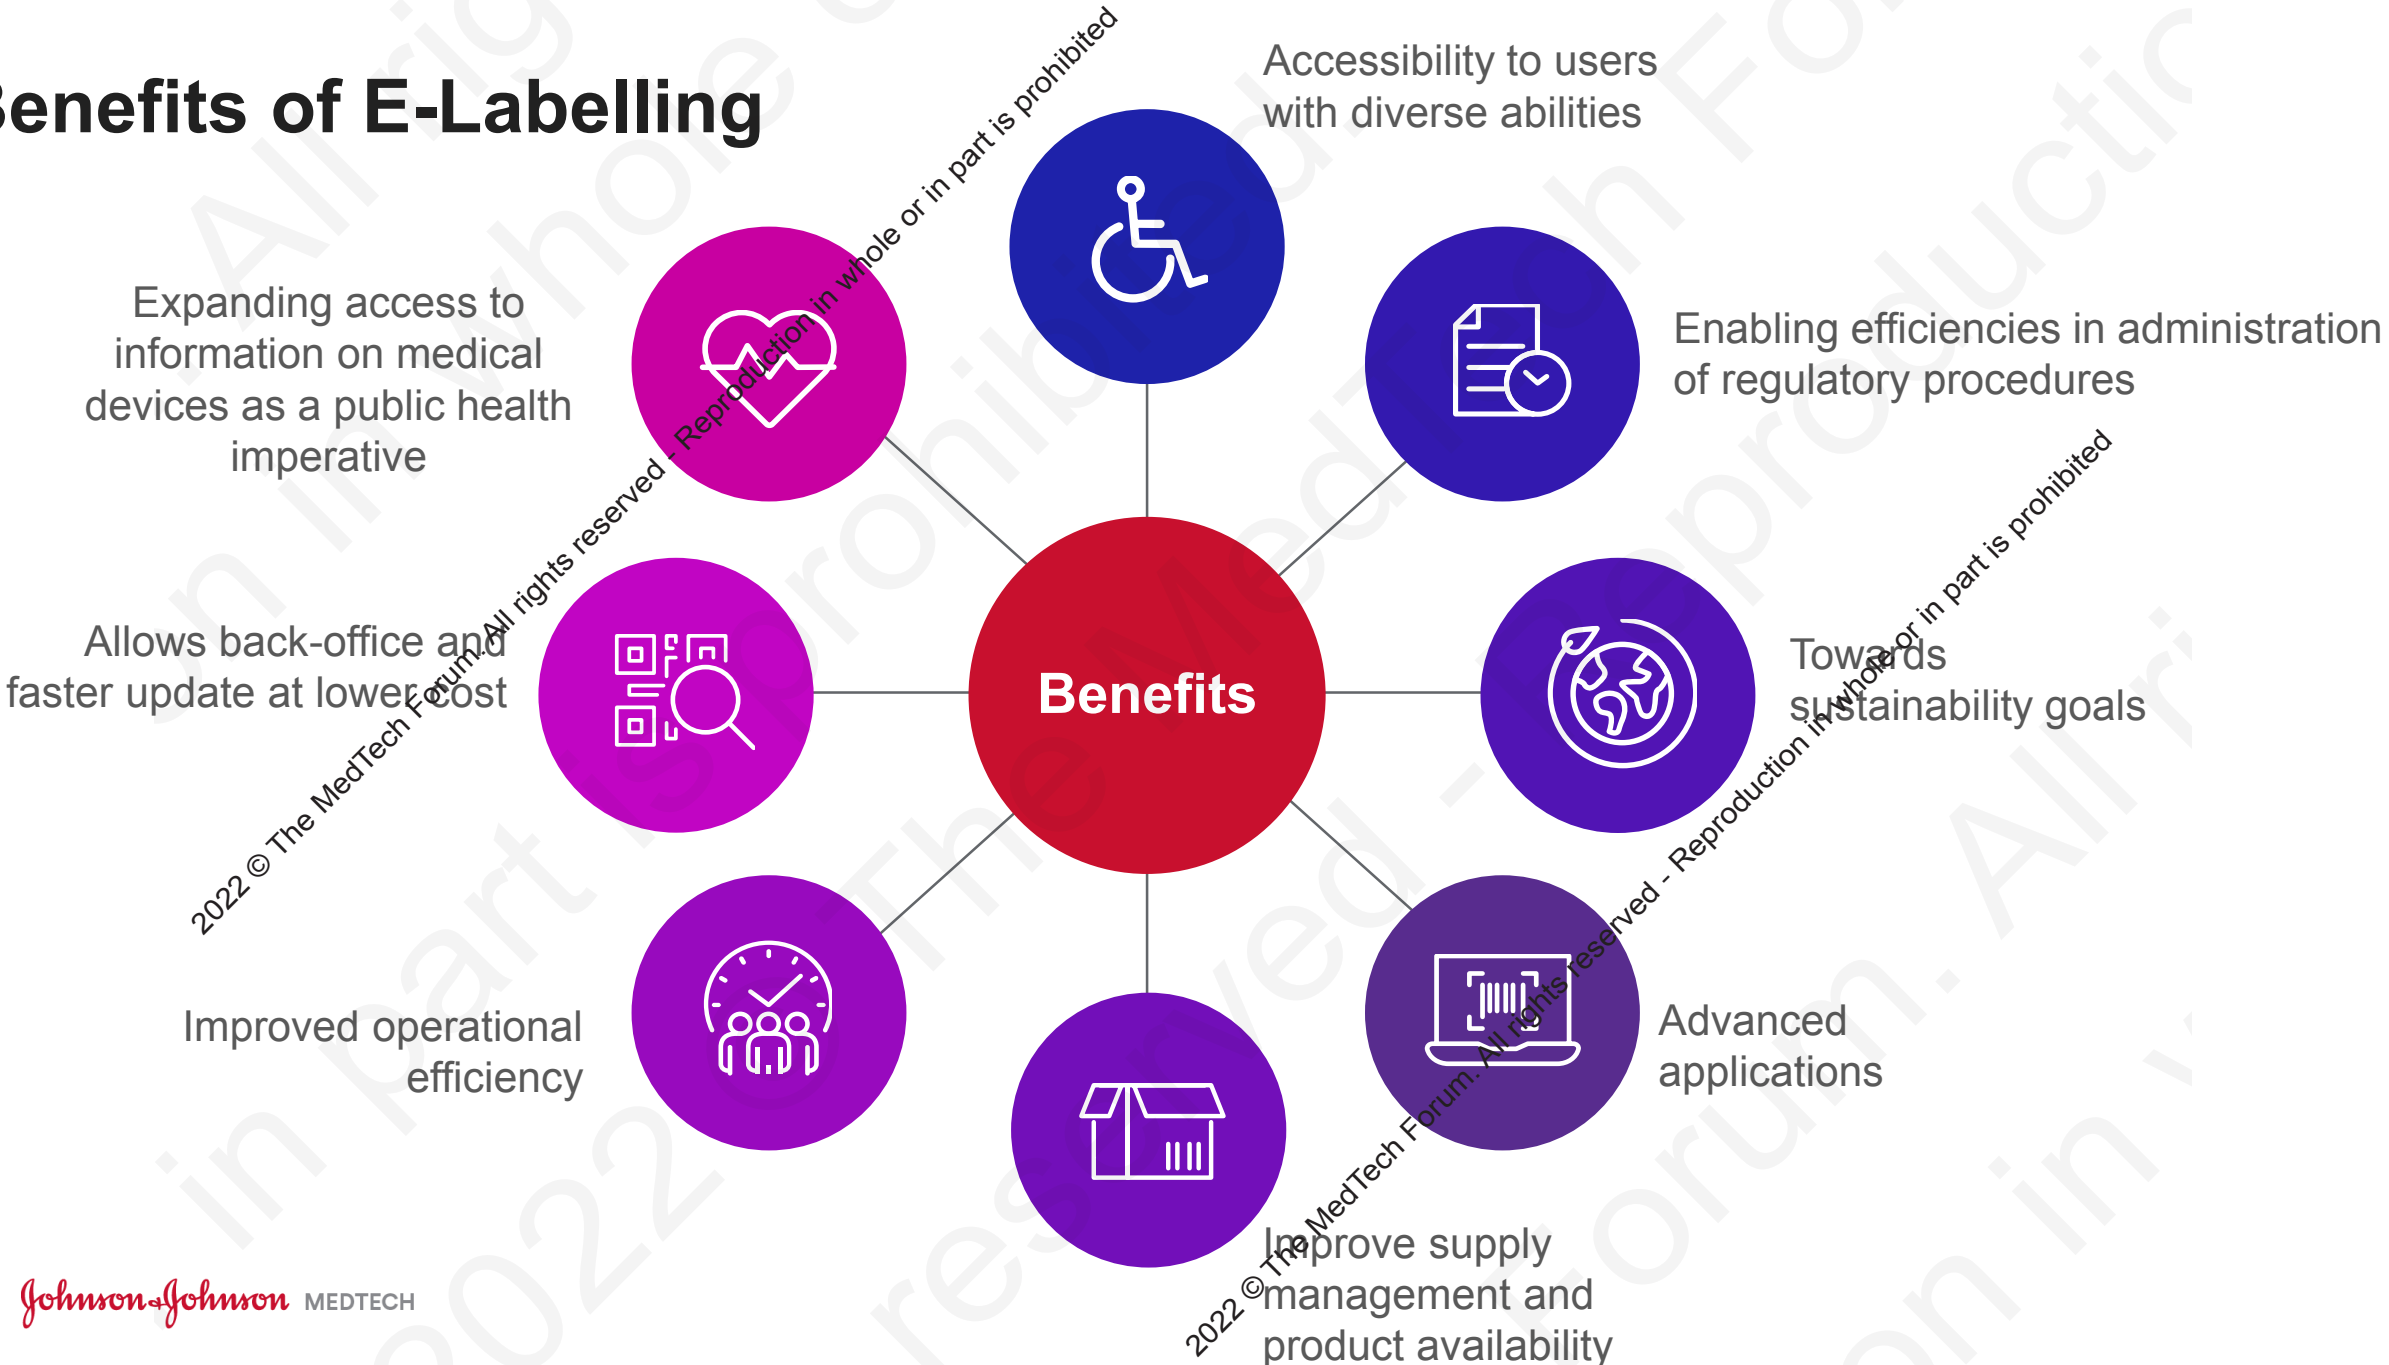 enefits of E-Labelling
Accessibility to users
with diverse abilities
Expanding access to
information on medical
devices as a public health
imperative
Enabling efficiencies in administration
of regulatory procedures
Allows back-office and
faster update at lower cost
Benefits
Towards
sustainability goals
Improved operational
efficiency
Advanced
applications
Improve supply
management and
product availability
2022 © The MedTech Forum. All rights reserved - Reproduction in whole or in part is prohibited
2022 © The MedTech Forum. All rights reserved - Reproduction in whole or in part is prohibited
Johnson&Johnson MEDTECH